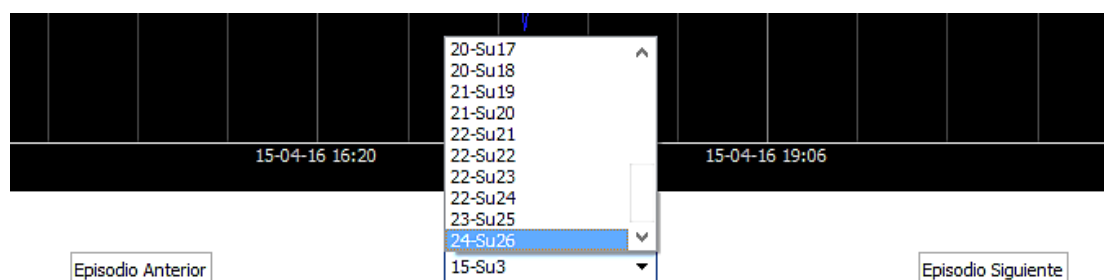 20-Su17
20-Su18
21-Su19
21-Su20
22-Su21
22-Su22
22-Su23
22-Su24
23-Su25
24-Su26
15-04-16 16:20
15-04-16 19:06
Episodio Anterior
15-Su3
Episodio Siguiente